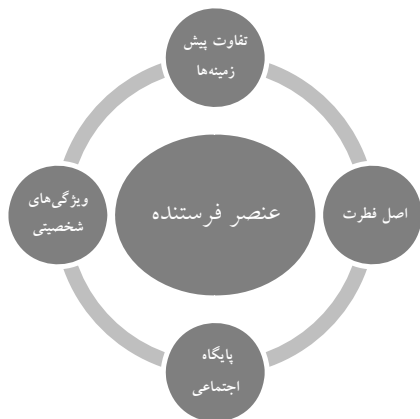 تفاوت پیش
زمینه‌ها
اصل فطرت
عنصر فرستنده
ویژگی‌های
شخصیتی
پایگاه
اجتماعی